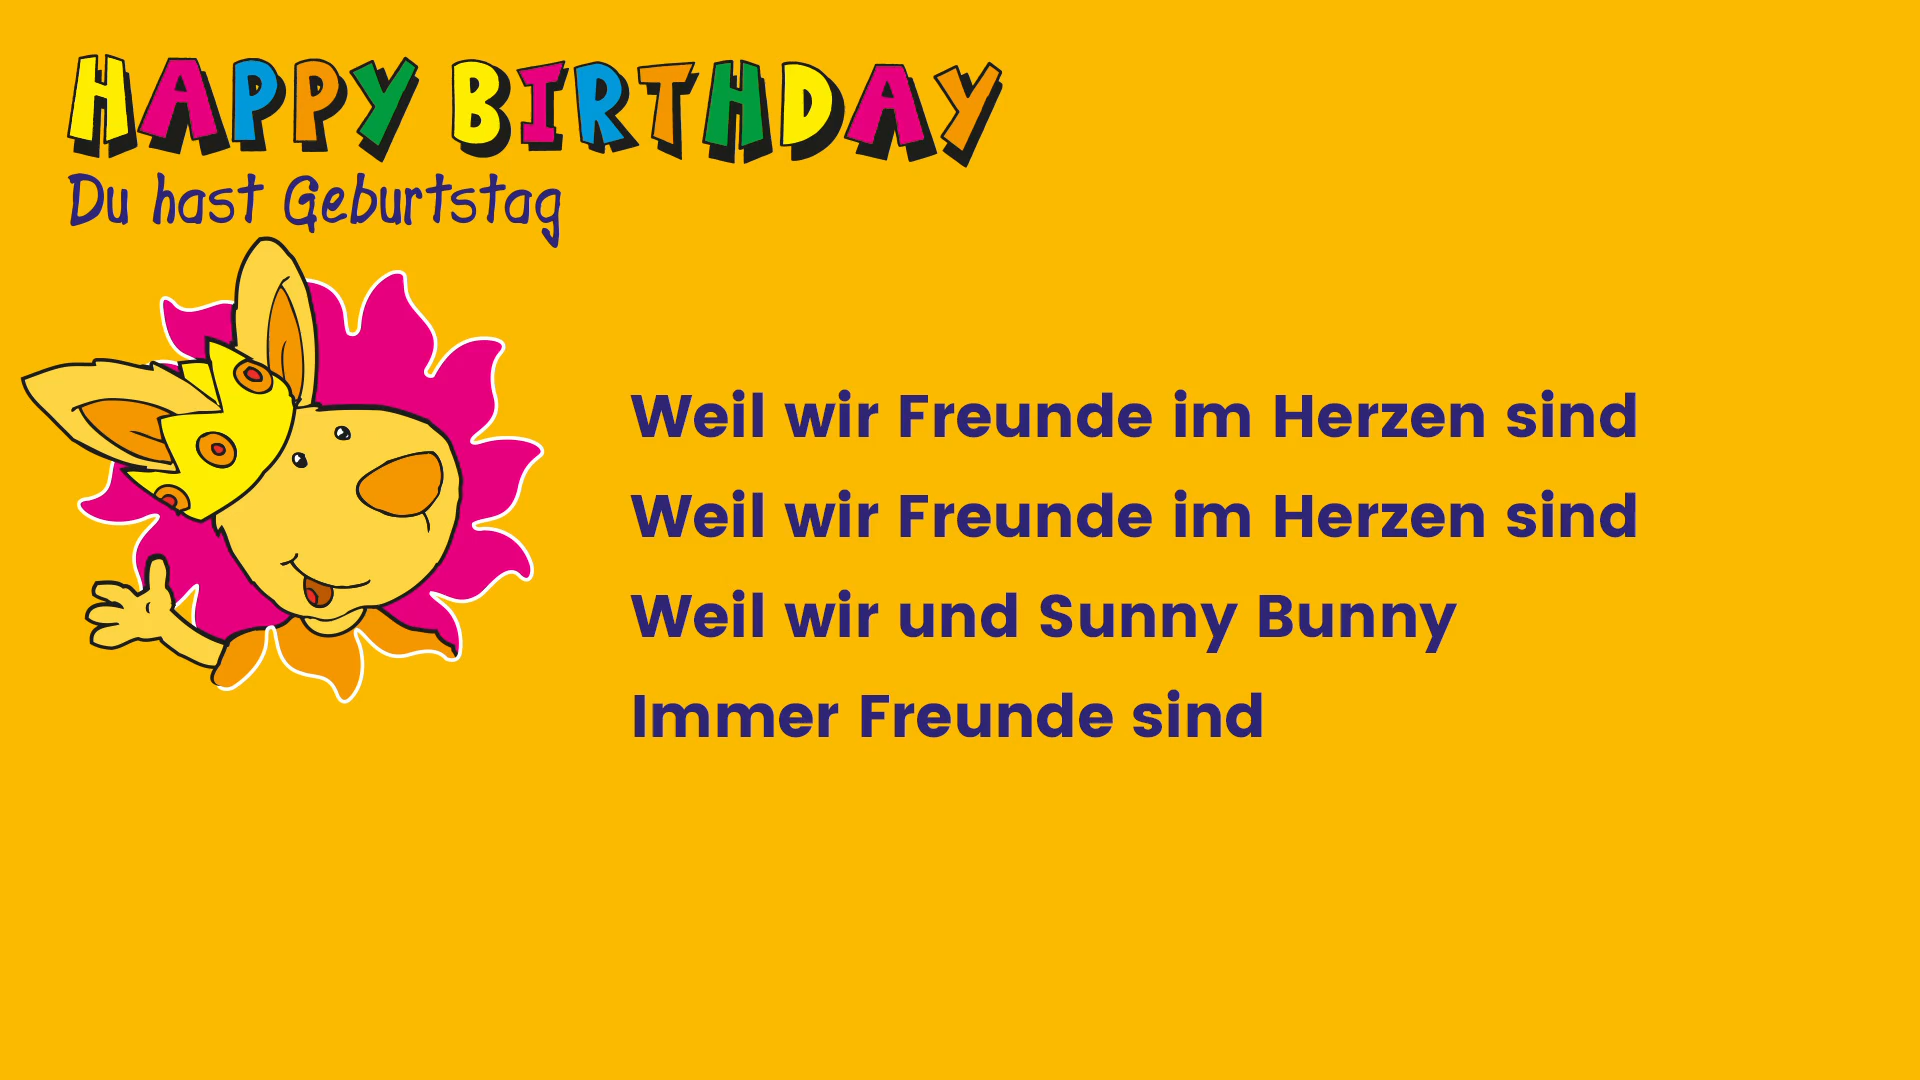 HAPPY BIRTHDAY
Du hast Geburtstag
Weil wir Freunde im Herzen sind
Weil wir Freunde im Herzen sind
Weil wir und Sunny Bunny
Immer Freunde sind